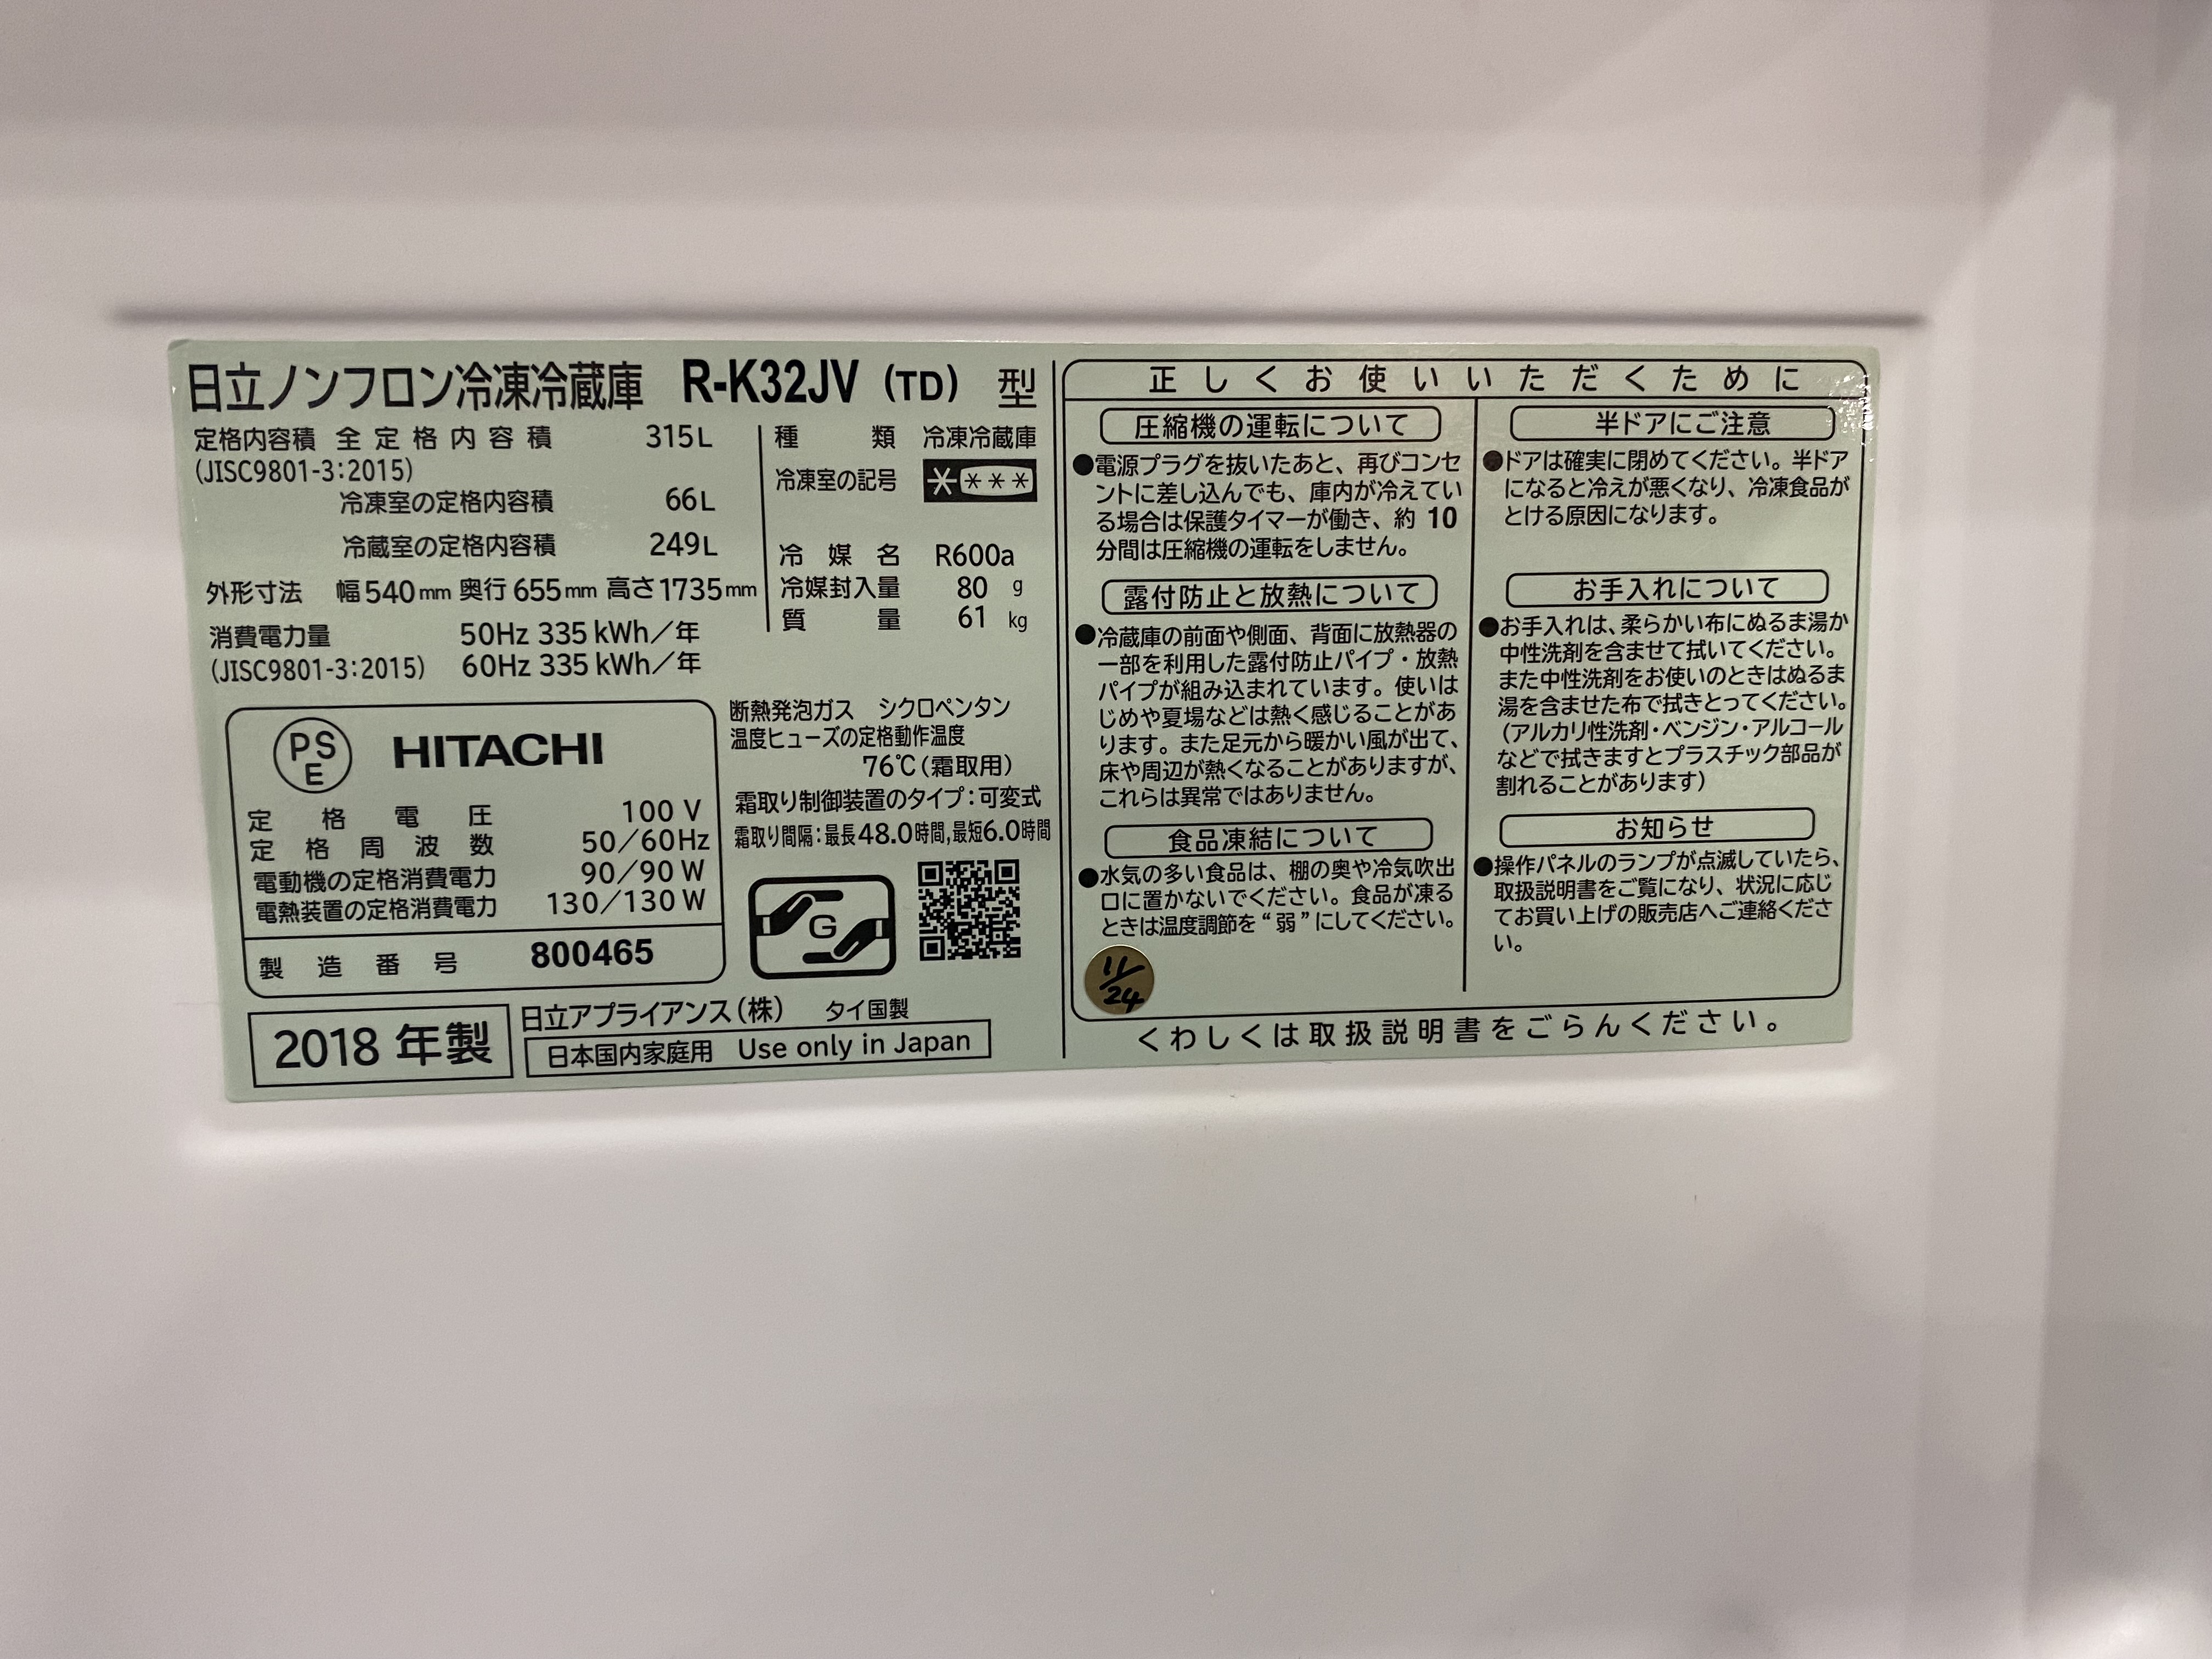 日立ノンフロン冷凍冷蔵庫 R-K32JV (TD) 型
定格内容積 全定格内容積 315L
(JISC9801-3:2015)
冷凍室の定格内容積 66L
冷蔵室の定格内容積 249L
外形寸法 幅540mm 奥行655mm 高さ1735mm
消費電力量 50Hz 335kWh/年
(JISC9801-3:2015) 60Hz 335kWh/年
種類 冷凍冷蔵庫
冷凍室の記号 ****
冷媒名 R600a
冷媒封入量 80 g
質量 61 kg
PSE HITACHI
定格電圧 100 V
定格周波数 50/60Hz
電動機の定格消費電力 90/90 W
電熱装置の定格消費電力 130/130 W
製造番号 800465
断熱発泡ガス シクロペンタン
温度ヒューズの定格動作温度
76℃(霜取用)
霜取り制御装置のタイプ:可変式
霜取り間隔:最長48.0時間,最短6.0時間
G
2018 年製
日立アプライアンス(株) タイ国製
日本国内家庭用 Use only in Japan
正しくお使いいただくために
圧縮機の運転について
●電源プラグを抜いたあと、再びコンセ
ントに差し込んでも、庫内が冷えてい
る場合は保護タイマーが働き、約 10
分間は圧縮機の運転をしません。
露付防止と放熱について
●冷蔵庫の前面や側面、背面に放熱器の
一部を利用した露付防止パイプ・放熱
パイプが組み込まれています。使いは
じめや夏場などは熱く感じることがあ
ります。また足元から暖かい風が出て、
床や周辺が熱くなることがありますが、
これらは異常ではありません。
食品凍結について
●水気の多い食品は、棚の奥や冷気吹出
口に置かないでください。食品が凍る
ときは温度調節を“弱”にしてください。
11/24
半ドアにご注意
●ドアは確実に閉めてください。半ドア
になると冷えが悪くなり、冷凍食品が
とける原因になります。
お手入れについて
●お手入れは、柔らかい布にぬるま湯か
中性洗剤を含ませて拭いてください。
また中性洗剤をお使いのときはぬるま
湯を含ませた布で拭きとってください。
(アルカリ性洗剤・ベンジン・アルコール
などで拭きますとプラスチック部品が
割れることがあります)
お知らせ
●操作パネルのランプが点滅していたら、
取扱説明書をご覧になり、状況に応じ
てお買い上げの販売店へご連絡くださ
い。
くわしくは取扱説明書をごらんください。